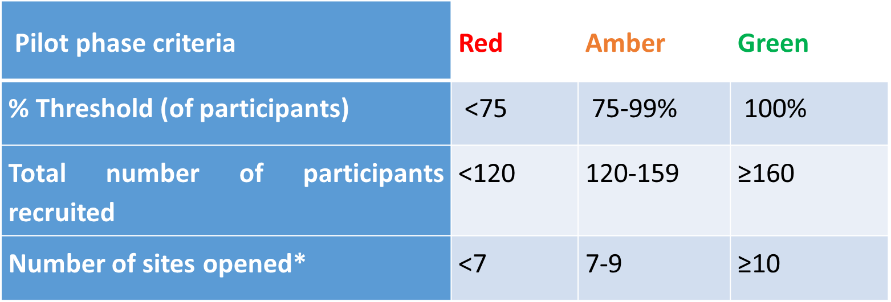 Pilot phase criteria Red Amber Green
% Threshold (of participants) <75 75-99% 100%
Total number of participants <120 120-159 ≥160
recruited
Number of sites opened* <7 7-9 ≥10